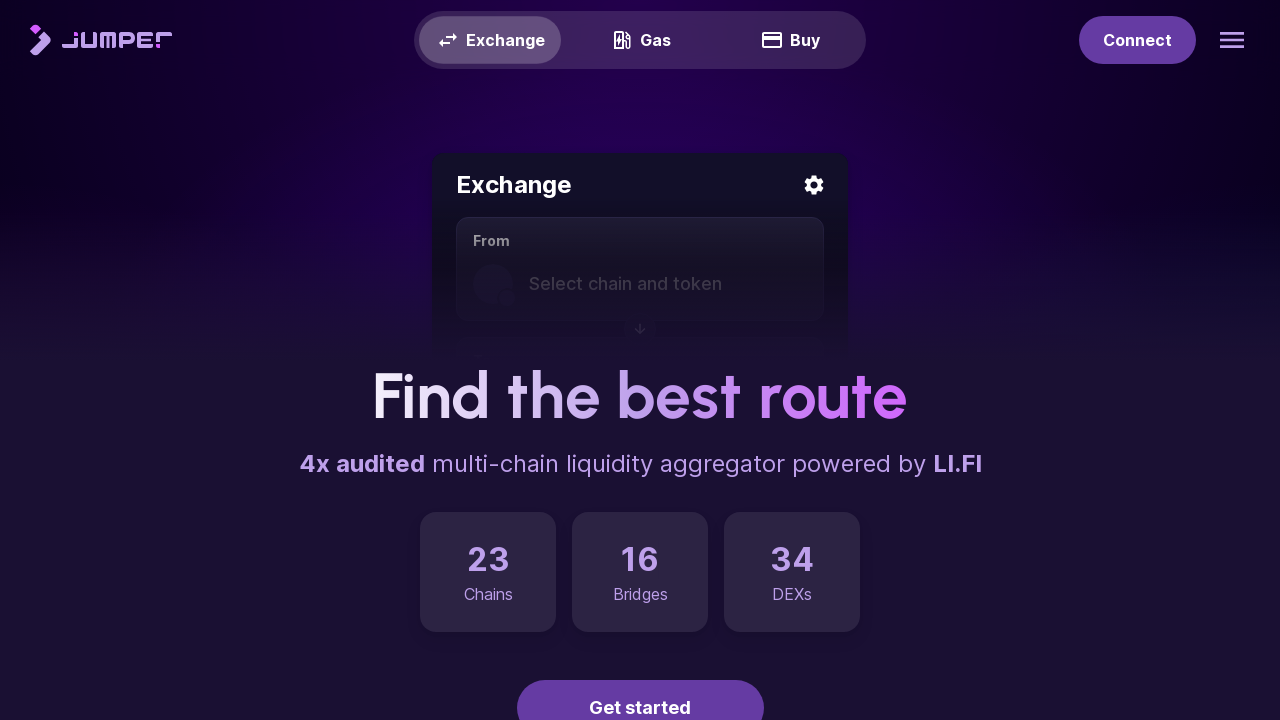 JUMPER
Exchange
Gas
Buy
Connect
Exchange
From
Select chain and token
Find the best route
4x audited multi-chain liquidity aggregator powered by LI.FI
23
Chains
16
Bridges
34
DEXs
Get started